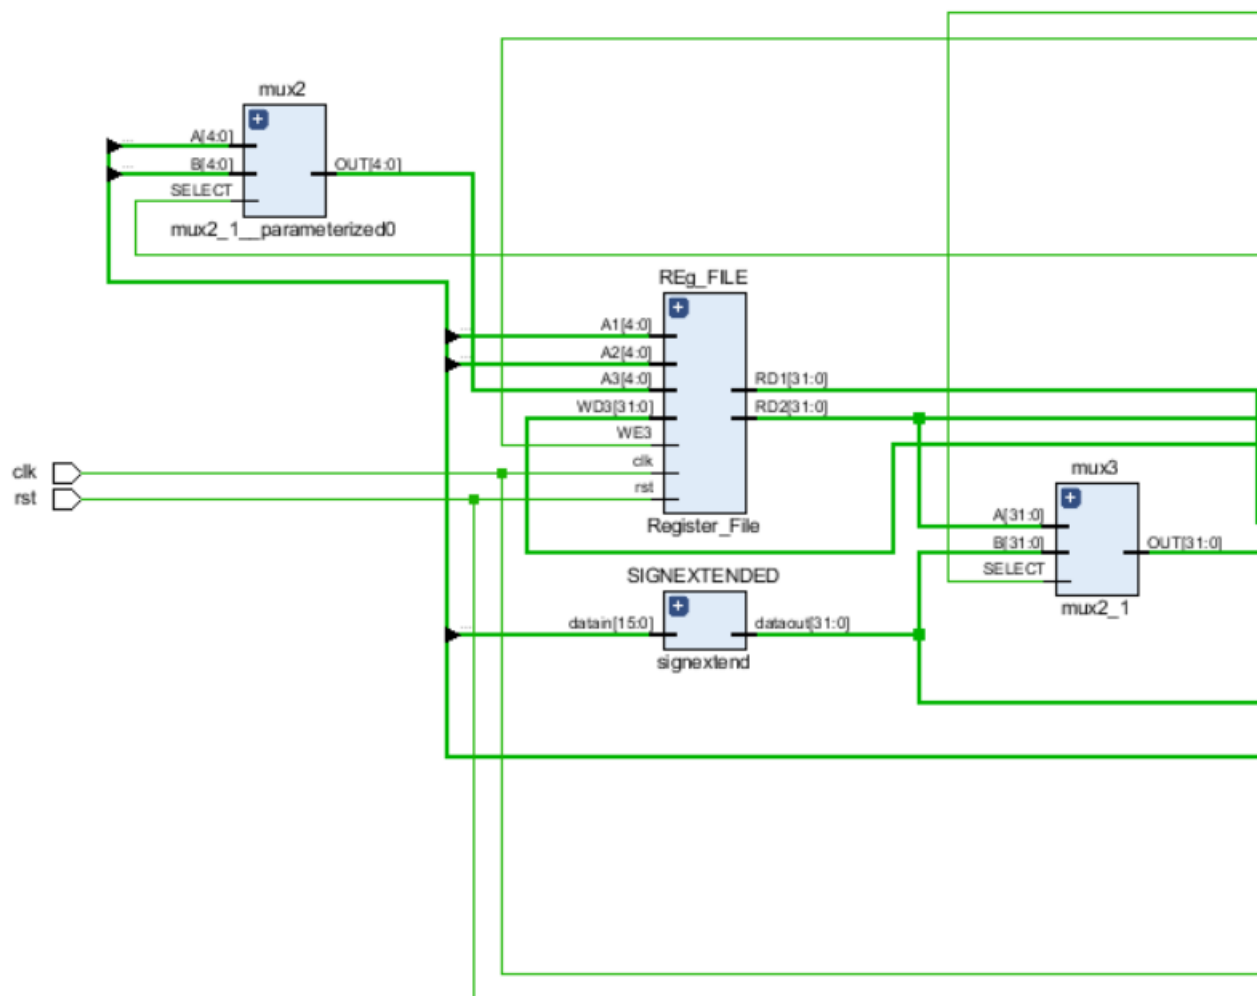 mux2
A[4:0]
B[4:0]
SELECT
OUT[4:0]
mux2_1__parameterized0
REg_FILE
A1[4:0]
A2[4:0]
A3[4:0]
WD3[31:0]
WE3
clk
rst
RD1[31:0]
RD2[31:0]
Register_File
clk
rst
mux3
A[31:0]
B[31:0]
SELECT
OUT[31:0]
mux2_1
SIGNEXTENDED
datain[15:0]
dataout[31:0]
signextend